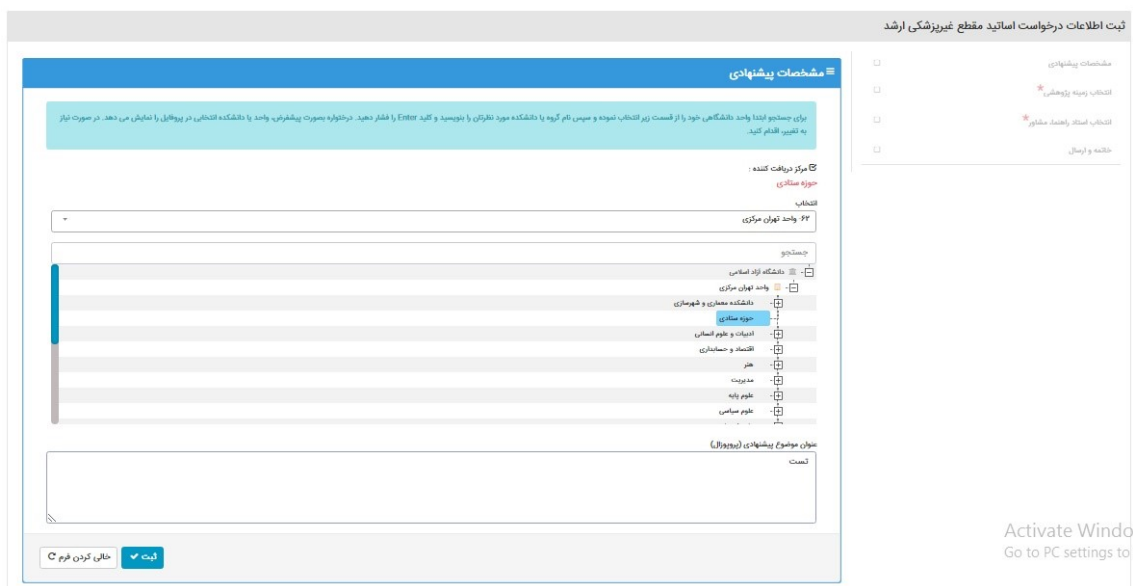 ثبت اطلاعات درخواست اساتید مقطع غیرپزشکی ارشد
مشخصات پیشنهادی
انتخاب زمینه پژوهشی*
انتخاب استاد راهنما، مشاور*
خاتمه و ارسال
مشخصات پیشنهادی
برای جستجو ابتدا واحد دانشگاهی خود را از قسمت زیر انتخاب نموده و سپس نام گروه یا دانشکده مورد نظرتان را بنویسید و کلید Enter را فشار دهید. درختواره بصورت پیشفرض، واحد یا دانشکده انتخابی در پروفایل را نمایش می دهد. در صورت نیاز
به تغییر، اقدام کنید.
مرکز دریافت کننده :
حوزه ستادی
انتخاب
۶۲- واحد تهران مرکزی
جستجو
دانشگاه آزاد اسلامی
واحد تهران مرکزی
دانشکده معماری و شهرسازی
حوزه ستادی
ادبیات و علوم انسانی
اقتصاد و حسابداری
هنر
مدیریت
علوم پایه
علوم سیاسی
عنوان موضوع پیشنهادی (پروپوزال)
تست
ثبت
خالی کردن فرم
Activate Windo
Go to PC settings to